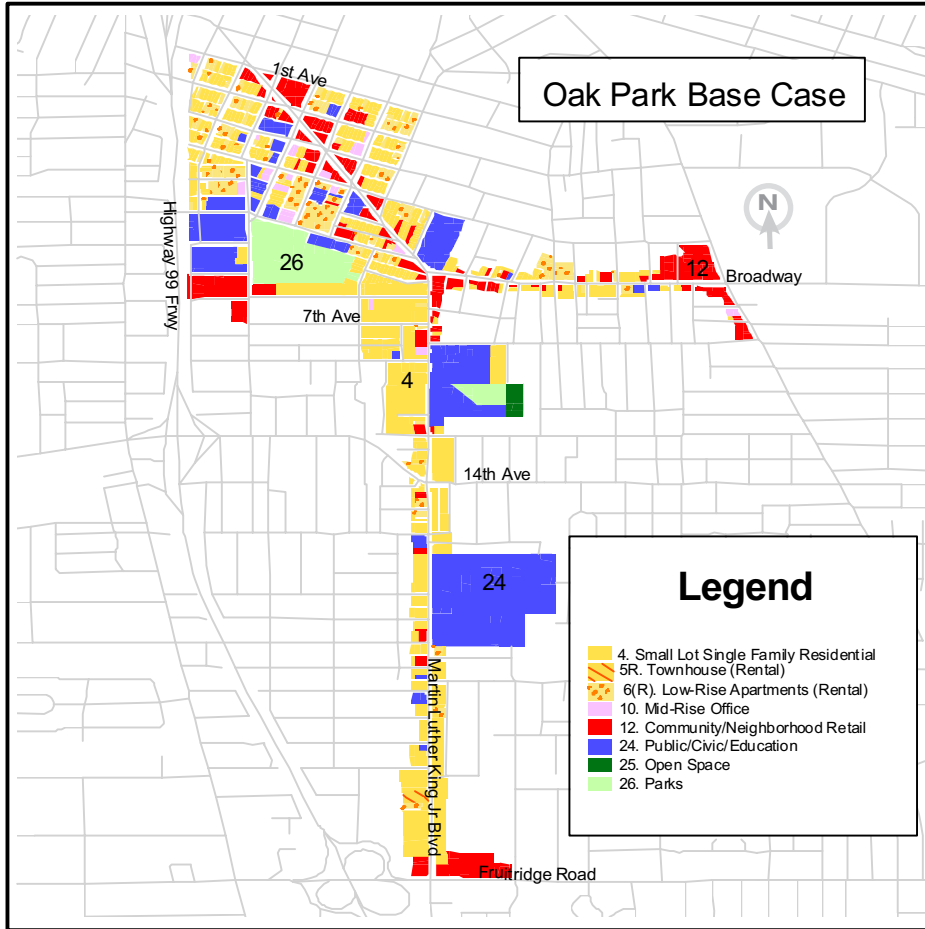 Oak Park Base Case
1st Ave
N
Highway 99 Frwy
26
12
Broadway
7th Ave
4
14th Ave
24
Martin Luther King Jr Blvd
Fruitridge Road
Legend
4. Small Lot Single Family Residential
5R. Townhouse (Rental)
6(R). Low-Rise Apartments (Rental)
10. Mid-Rise Office
12. Community/Neighborhood Retail
24. Public/Civic/Education
25. Open Space
26. Parks